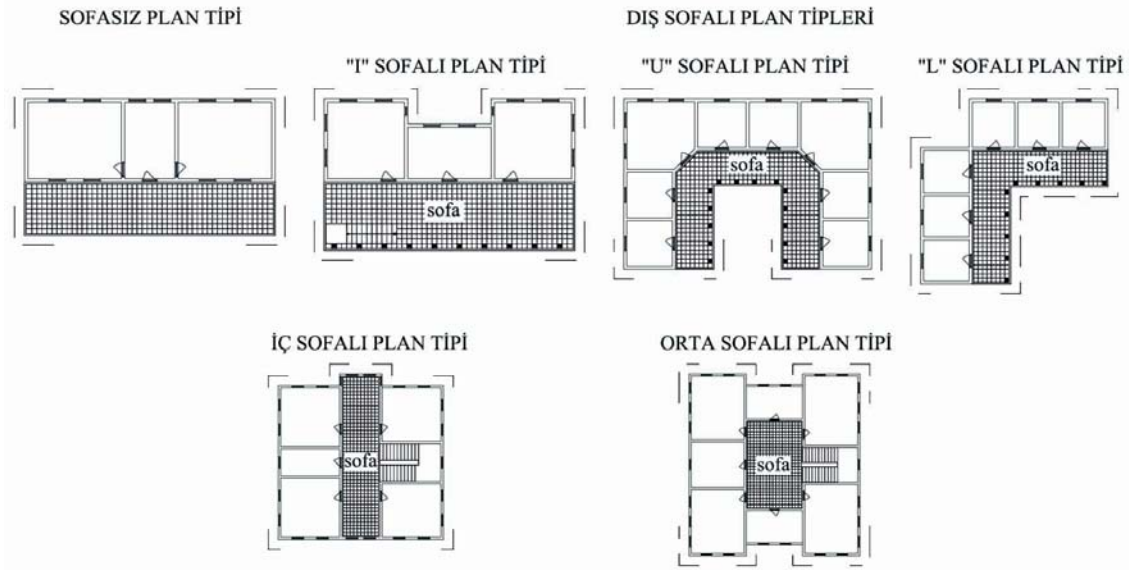 SOFASIZ PLAN TİPİ
DIŞ SOFALI PLAN TİPLERİ
"I" SOFALI PLAN TİPİ
"U" SOFALI PLAN TİPİ
"L" SOFALI PLAN TİPİ
sofa
sofa
sofa
İÇ SOFALI PLAN TİPİ
ORTA SOFALI PLAN TİPİ
sofa
sofa